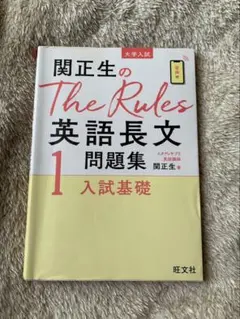 大学入試
関正生の
The Rules
英語長文
問題集
1
入試基礎
関正生 著
旺文社